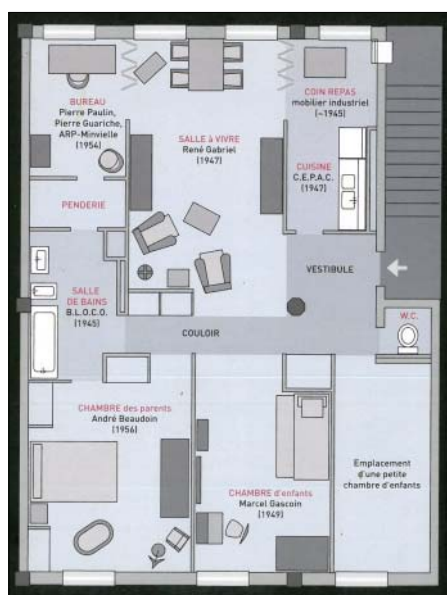 BUREAU
Pierre Paulin,
Pierre Guariche,
ARP-Minvielle
(1954)
COIN REPAS
mobilier industriel
(~1945)
SALLE à VIVRE
René Gabriel
(1947)
CUISINE
C.E.P.A.C.
(1947)
PENDERIE
VESTIBULE
SALLE
DE BAINS
B.L.O.C.O.
(1945)
W.C.
COULOIR
CHAMBRE des parents
André Beaudoin
(1956)
CHAMBRE d'enfants
Marcel Gascoin
(1949)
Emplacement
d'une petite
chambre d'enfants